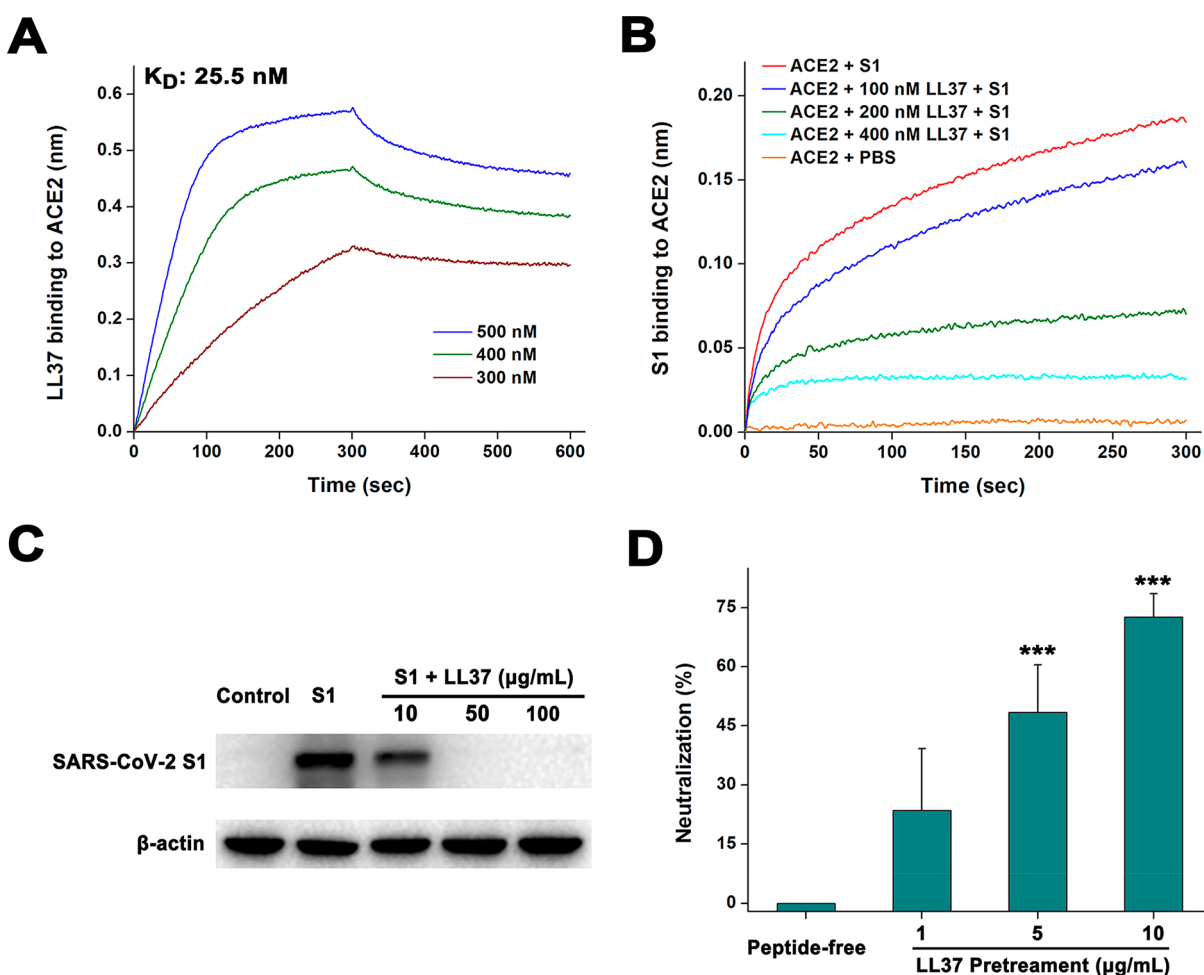 A
K_D: 25.5 nM
LL37 binding to ACE2 (nm)
0.6
0.5
0.4
0.3
0.2
0.1
0.0
500 nM
400 nM
300 nM
0 100 200 300 400 500 600
Time (sec)
B
ACE2 + S1
ACE2 + 100 nM LL37 + S1
ACE2 + 200 nM LL37 + S1
ACE2 + 400 nM LL37 + S1
ACE2 + PBS
S1 binding to ACE2 (nm)
0.20
0.15
0.10
0.05
0.00
0 50 100 150 200 250 300
Time (sec)
C
S1 + LL37 (µg/mL)
Control S1
10 50 100
SARS-CoV-2 S1
β-actin
D
Neutralization (%)
75
60
45
30
15
0
***
***
Peptide-free 1 5 10
LL37 Pretreament (µg/mL)